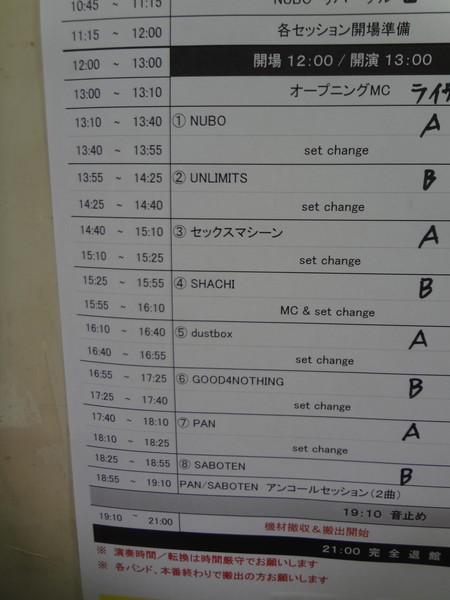 10:45 ~ 11:15 NUBO リハーサル
11:15 ~ 12:00 各セッション開場準備
12:00 ~ 13:00 開場 12:00 / 開演 13:00
13:00 ~ 13:10 オープニングMC ライヴ
13:10 ~ 13:40 ① NUBO A
13:40 ~ 13:55 set change
13:55 ~ 14:25 ② UNLIMITS B
14:25 ~ 14:40 set change
14:40 ~ 15:10 ③ セックスマシーン A
15:10 ~ 15:25 set change
15:25 ~ 15:55 ④ SHACHI B
15:55 ~ 16:10 MC & set change
16:10 ~ 16:40 ⑤ dustbox A
16:40 ~ 16:55 set change
16:55 ~ 17:25 ⑥ GOOD4NOTHING B
17:25 ~ 17:40 set change
17:40 ~ 18:10 ⑦ PAN A
18:10 ~ 18:25 set change
18:25 ~ 18:55 ⑧ SABOTEN B
18:55 ~ 19:10 PAN/SABOTEN アンコールセッション(2曲)
19:10 音止め
19:10 ~ 21:00 機材撤収&搬出開始
21:00 完全退館
※ 演奏時間/転換は時間厳守でお願いします
※ 各バンド、本番終わりで搬出の方お願いします